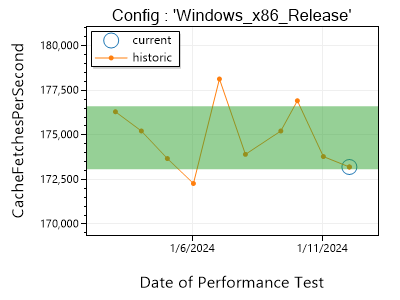 Config : 'Windows_x86_Release'
current
historic
CacheFetchesPerSecond
180,000
177,500
175,000
172,500
170,000
1/6/2024
1/11/2024
Date of Performance Test